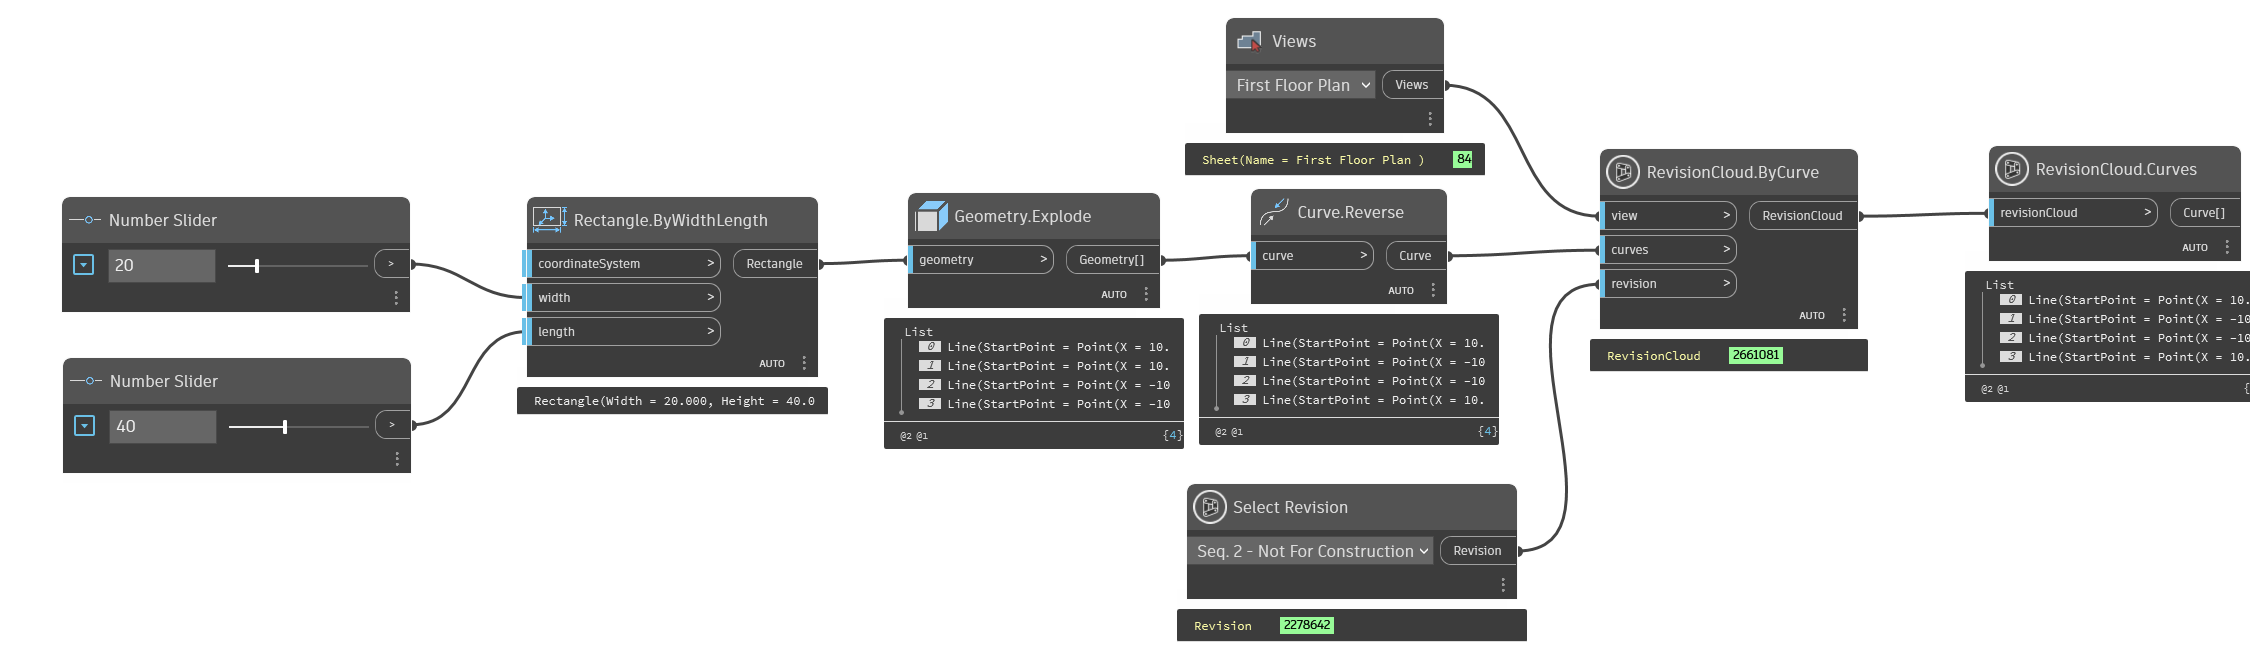 Number Slider
20
>
Number Slider
40
>
Rectangle.ByWidthLength
coordinateSystem >
Rectangle
width >
length >
AUTO
Rectangle(Width = 20.000, Height = 40.0
Geometry.Explode
geometry >
Geometry[]
AUTO
List
0 Line(StartPoint = Point(X = 10.
1 Line(StartPoint = Point(X = 10.
2 Line(StartPoint = Point(X = -10
3 Line(StartPoint = Point(X = -10
@2 @1 {4}
Views
First Floor Plan
Views
Sheet(Name = First Floor Plan ) 84
Curve.Reverse
curve >
Curve
AUTO
List
0 Line(StartPoint = Point(X = 10.
1 Line(StartPoint = Point(X = -10
2 Line(StartPoint = Point(X = -10
3 Line(StartPoint = Point(X = 10.
@2 @1 {4}
Select Revision
Seq. 2 - Not For Construction
Revision
Revision 2278642
RevisionCloud.ByCurve
view >
RevisionCloud
curves >
revision >
AUTO
RevisionCloud 2661081
RevisionCloud.Curves
revisionCloud >
Curve[]
AUTO
List
0 Line(StartPoint = Point(X = 10.
1 Line(StartPoint = Point(X = -10
2 Line(StartPoint = Point(X = -10
3 Line(StartPoint = Point(X = 10.
@2 @1 {